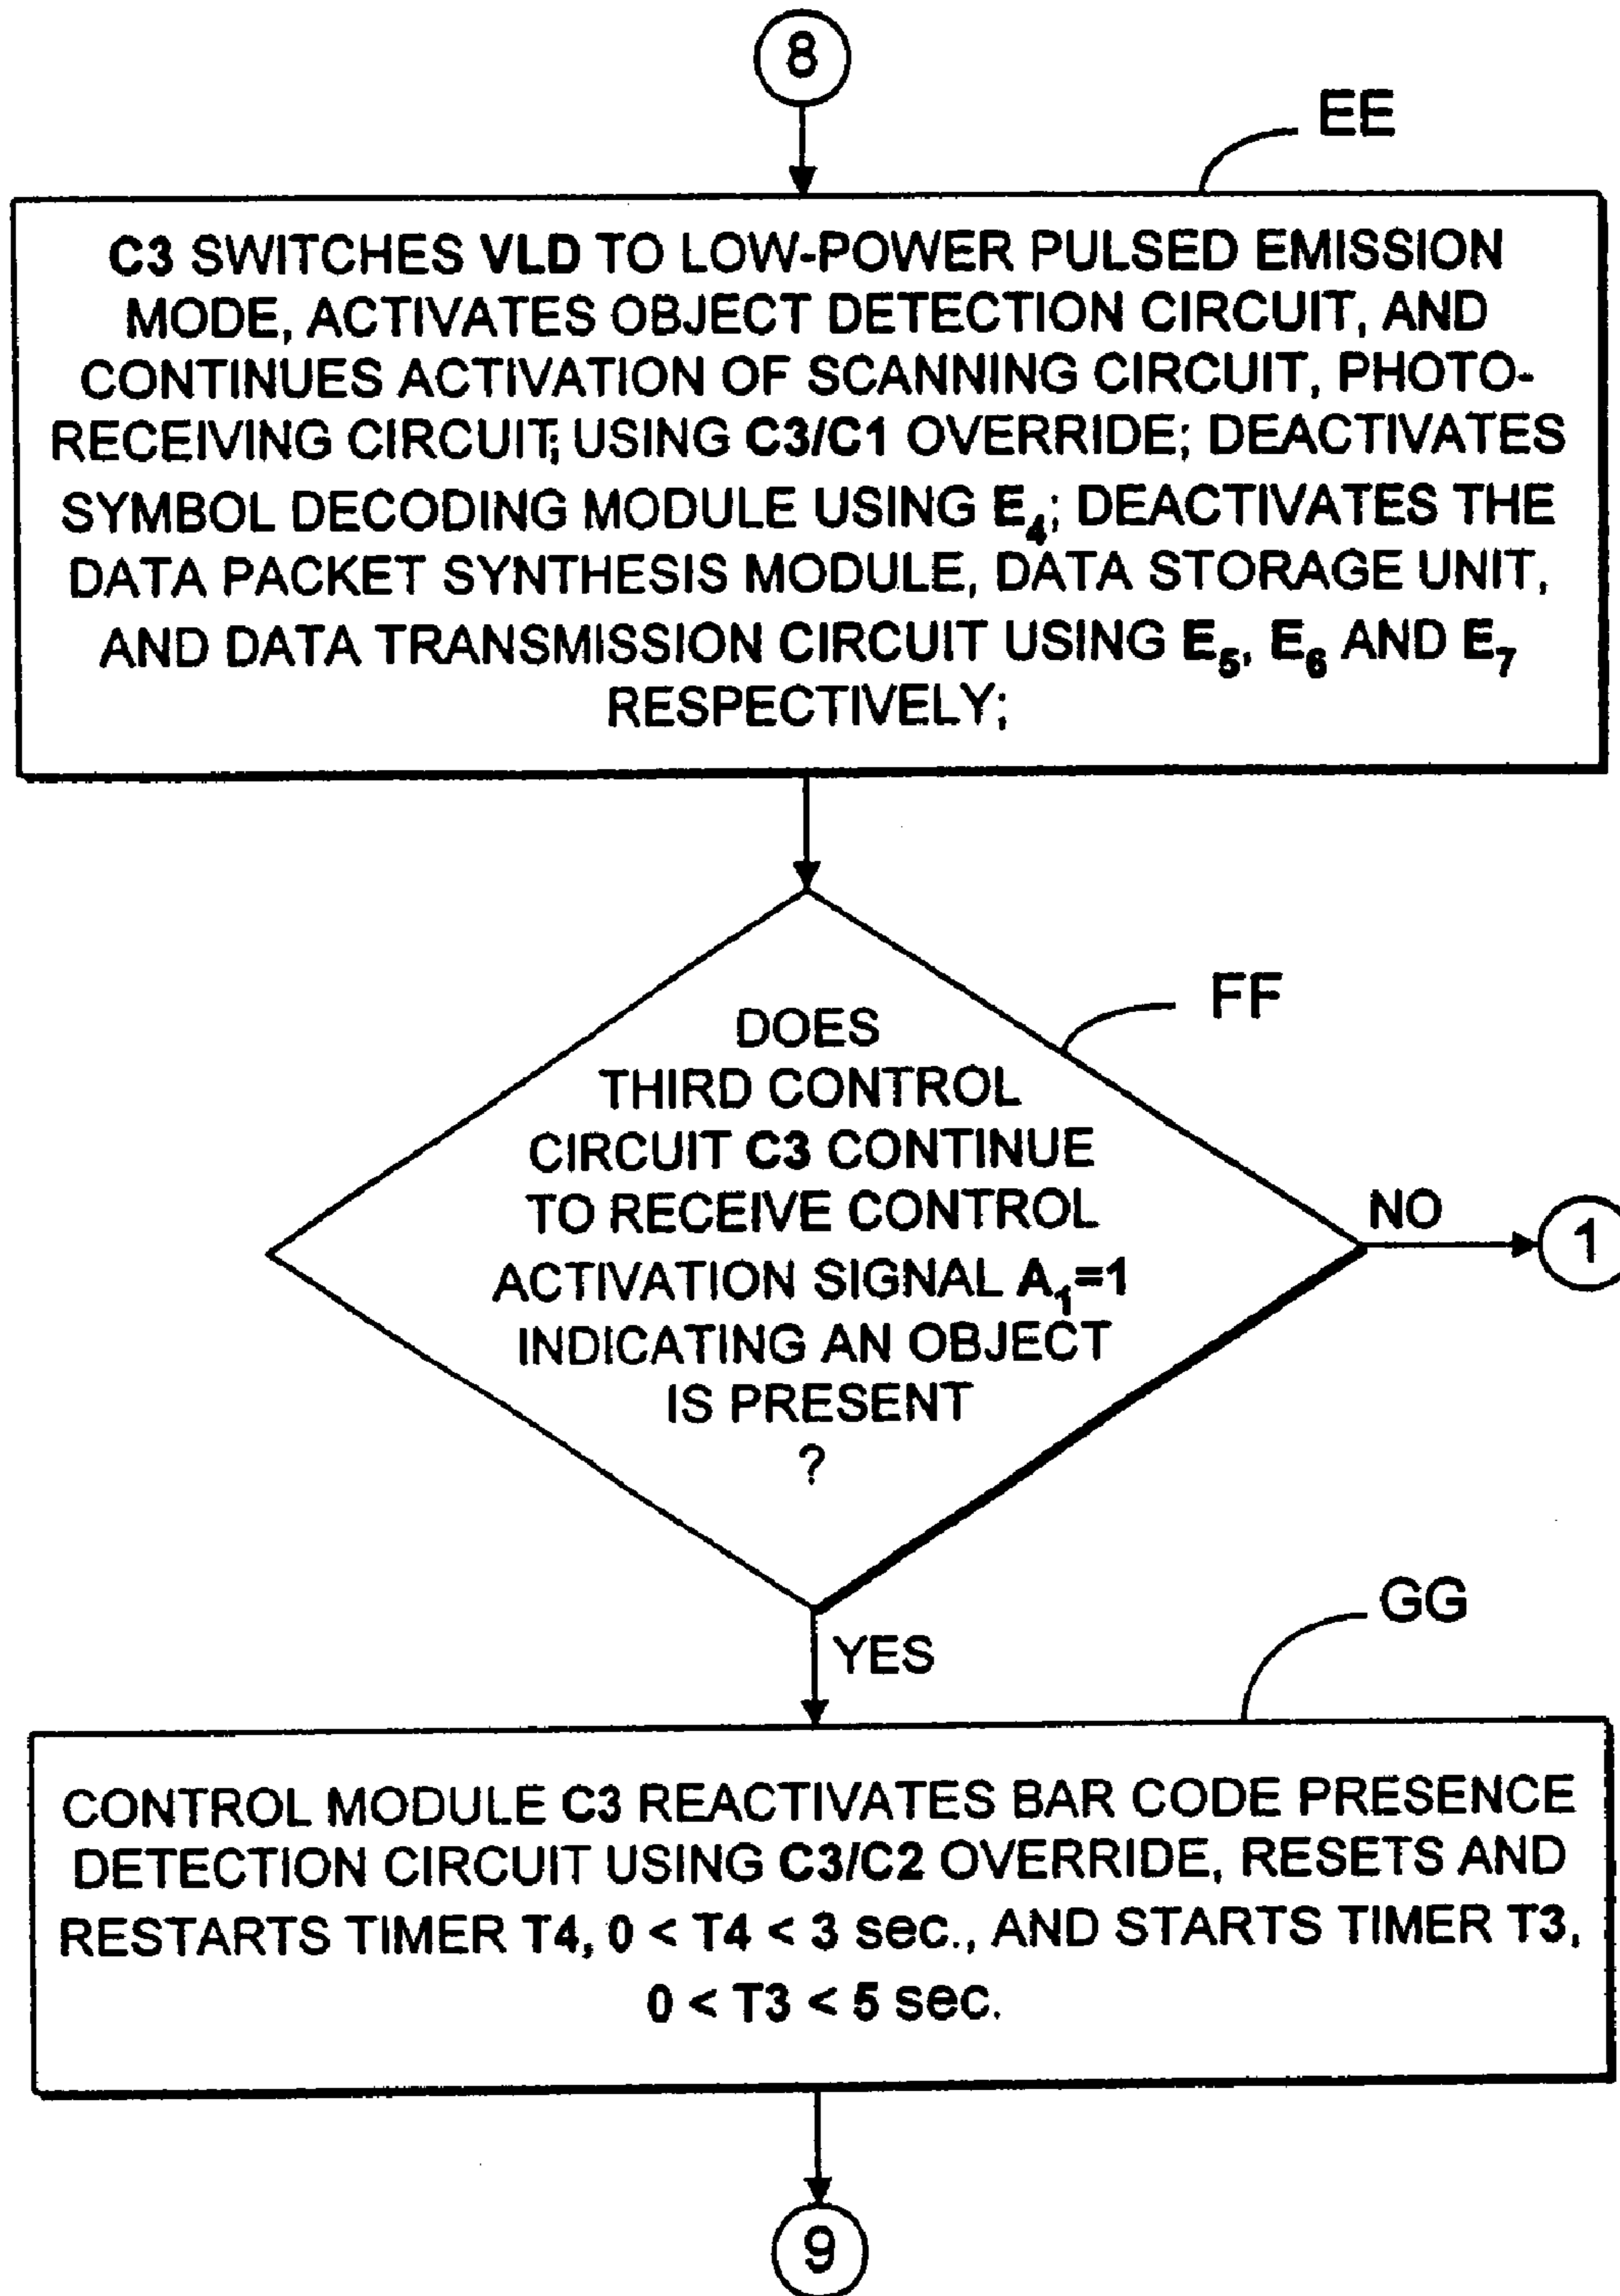 8
EE
C3 SWITCHES VLD TO LOW-POWER PULSED EMISSION
MODE, ACTIVATES OBJECT DETECTION CIRCUIT, AND
CONTINUES ACTIVATION OF SCANNING CIRCUIT, PHOTO-
RECEIVING CIRCUIT; USING C3/C1 OVERRIDE; DEACTIVATES
SYMBOL DECODING MODULE USING E₄; DEACTIVATES THE
DATA PACKET SYNTHESIS MODULE, DATA STORAGE UNIT,
AND DATA TRANSMISSION CIRCUIT USING E₅, E₆ AND E₇
RESPECTIVELY;
FF
DOES
THIRD CONTROL
CIRCUIT C3 CONTINUE
TO RECEIVE CONTROL
ACTIVATION SIGNAL A₁=1
INDICATING AN OBJECT
IS PRESENT
?
NO
1
YES
GG
CONTROL MODULE C3 REACTIVATES BAR CODE PRESENCE
DETECTION CIRCUIT USING C3/C2 OVERRIDE, RESETS AND
RESTARTS TIMER T4, 0 < T4 < 3 sec., AND STARTS TIMER T3,
0 < T3 < 5 sec.
9